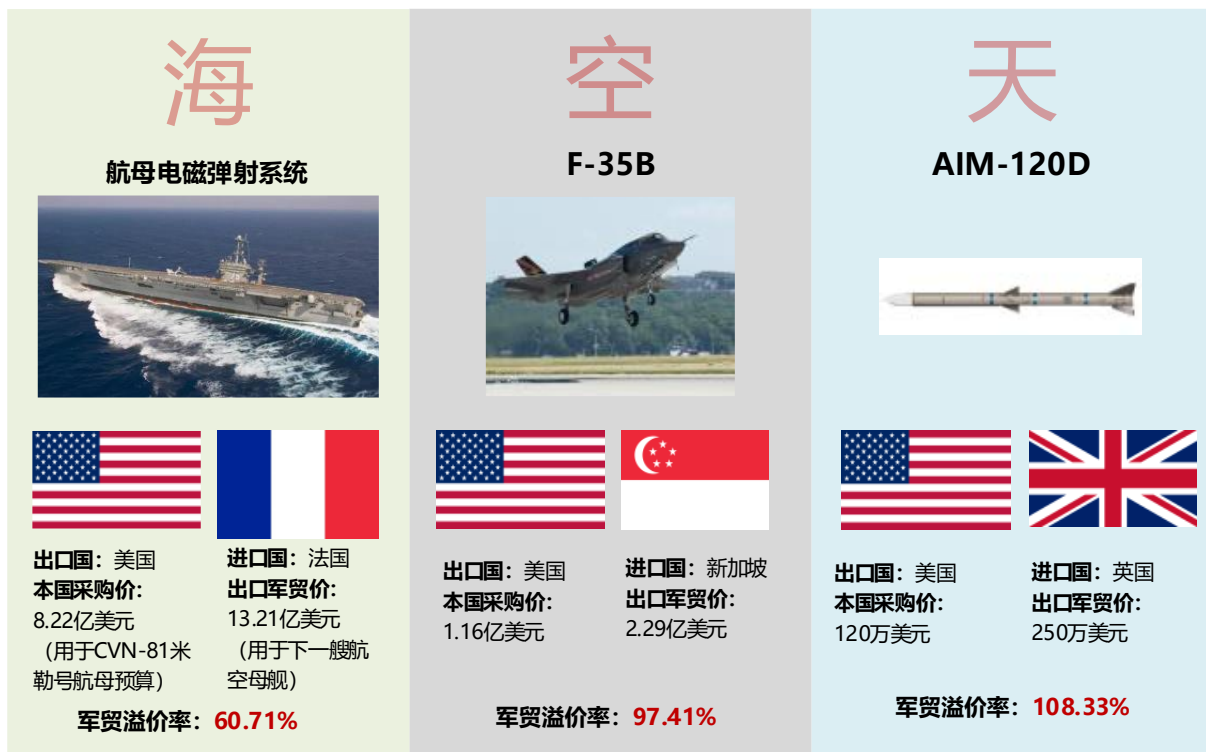 海
航母电磁弹射系统
出口国：美国
本国采购价：
8.22亿美元
（用于CVN-81米
勒号航母预算）
进口国：法国
出口军贸价：
13.21亿美元
（用于下一艘航
空母舰）
军贸溢价率：60.71%
空
F-35B
出口国：美国
本国采购价：
1.16亿美元
进口国：新加坡
出口军贸价：
2.29亿美元
军贸溢价率：97.41%
天
AIM-120D
出口国：美国
本国采购价：
120万美元
进口国：英国
出口军贸价：
250万美元
军贸溢价率：108.33%